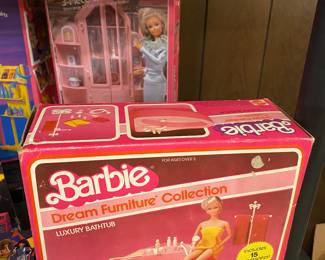 Barbie
FOR AGES OVER 3
Barbie
Dream Furniture Collection
LUXURY BATHTUB
Includes
15